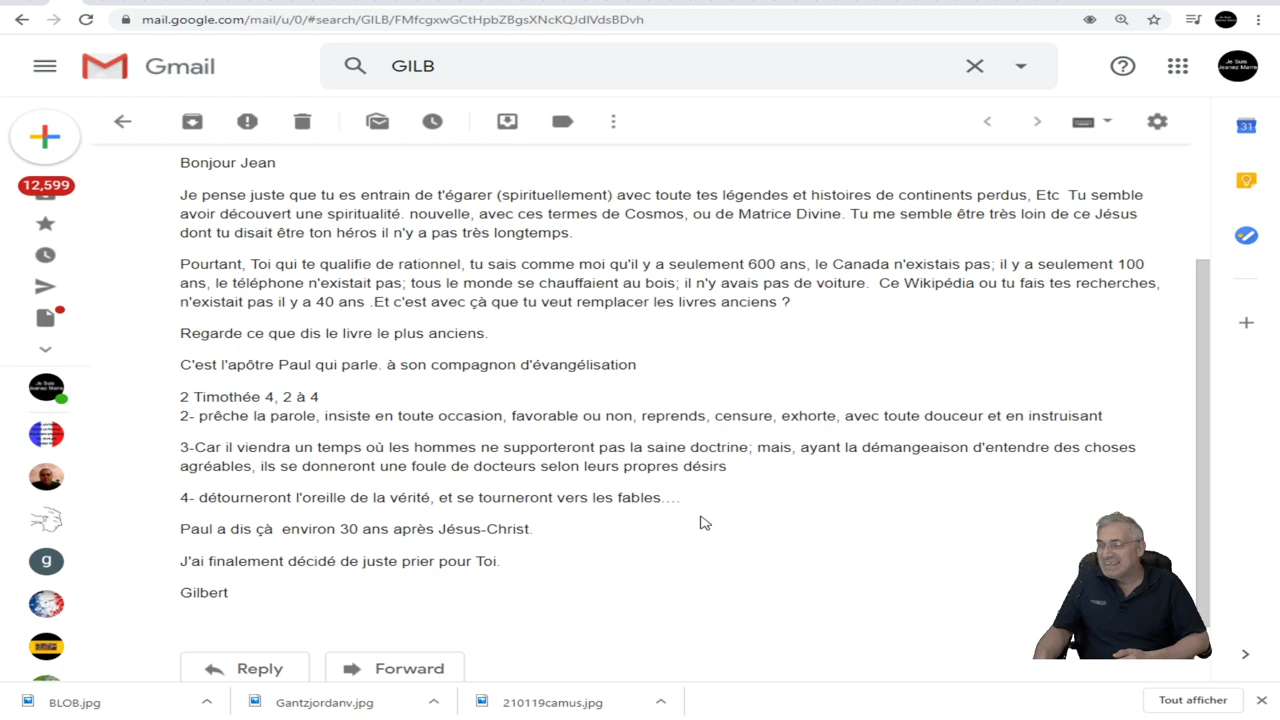 mail.google.com/mail/u/0/#search/GILB/FMfcgxwGCtHpbZBgsXNcKQJdlVdsBDvh
Gmail
GILB
Je Suis
Jeanez Marre
12,599
31
Bonjour Jean
Je pense juste que tu es entrain de t'égarer (spirituellement) avec toute tes légendes et histoires de continents perdus, Etc Tu semble
avoir découvert une spiritualité. nouvelle, avec ces termes de Cosmos, ou de Matrice Divine. Tu me semble être très loin de ce Jésus
dont tu disait être ton héros il n'y a pas très longtemps.
Pourtant, Toi qui te qualifie de rationnel, tu sais comme moi qu'il y a seulement 600 ans, le Canada n'existais pas; il y a seulement 100
ans, le téléphone n'existait pas; tous le monde se chauffaient au bois; il n'y avais pas de voiture. Ce Wikipédia ou tu fais tes recherches,
n'existait pas il y a 40 ans .Et c'est avec çà que tu veut remplacer les livres anciens ?
Regarde ce que dis le livre le plus anciens.
C'est l'apôtre Paul qui parle. à son compagnon d'évangélisation
2 Timothée 4, 2 à 4
2- prêche la parole, insiste en toute occasion, favorable ou non, reprends, censure, exhorte, avec toute douceur et en instruisant
3-Car il viendra un temps où les hommes ne supporteront pas la saine doctrine; mais, ayant la démangeaison d'entendre des choses
agréables, ils se donneront une foule de docteurs selon leurs propres désirs
4- détourneront l'oreille de la vérité, et se tourneront vers les fables....
Paul a dis çà environ 30 ans après Jésus-Christ.
J'ai finalement décidé de juste prier pour Toi.
Gilbert
g
Reply
Forward
BLOB.jpg
Gantzjordanv.jpg
210119camus.jpg
Tout afficher